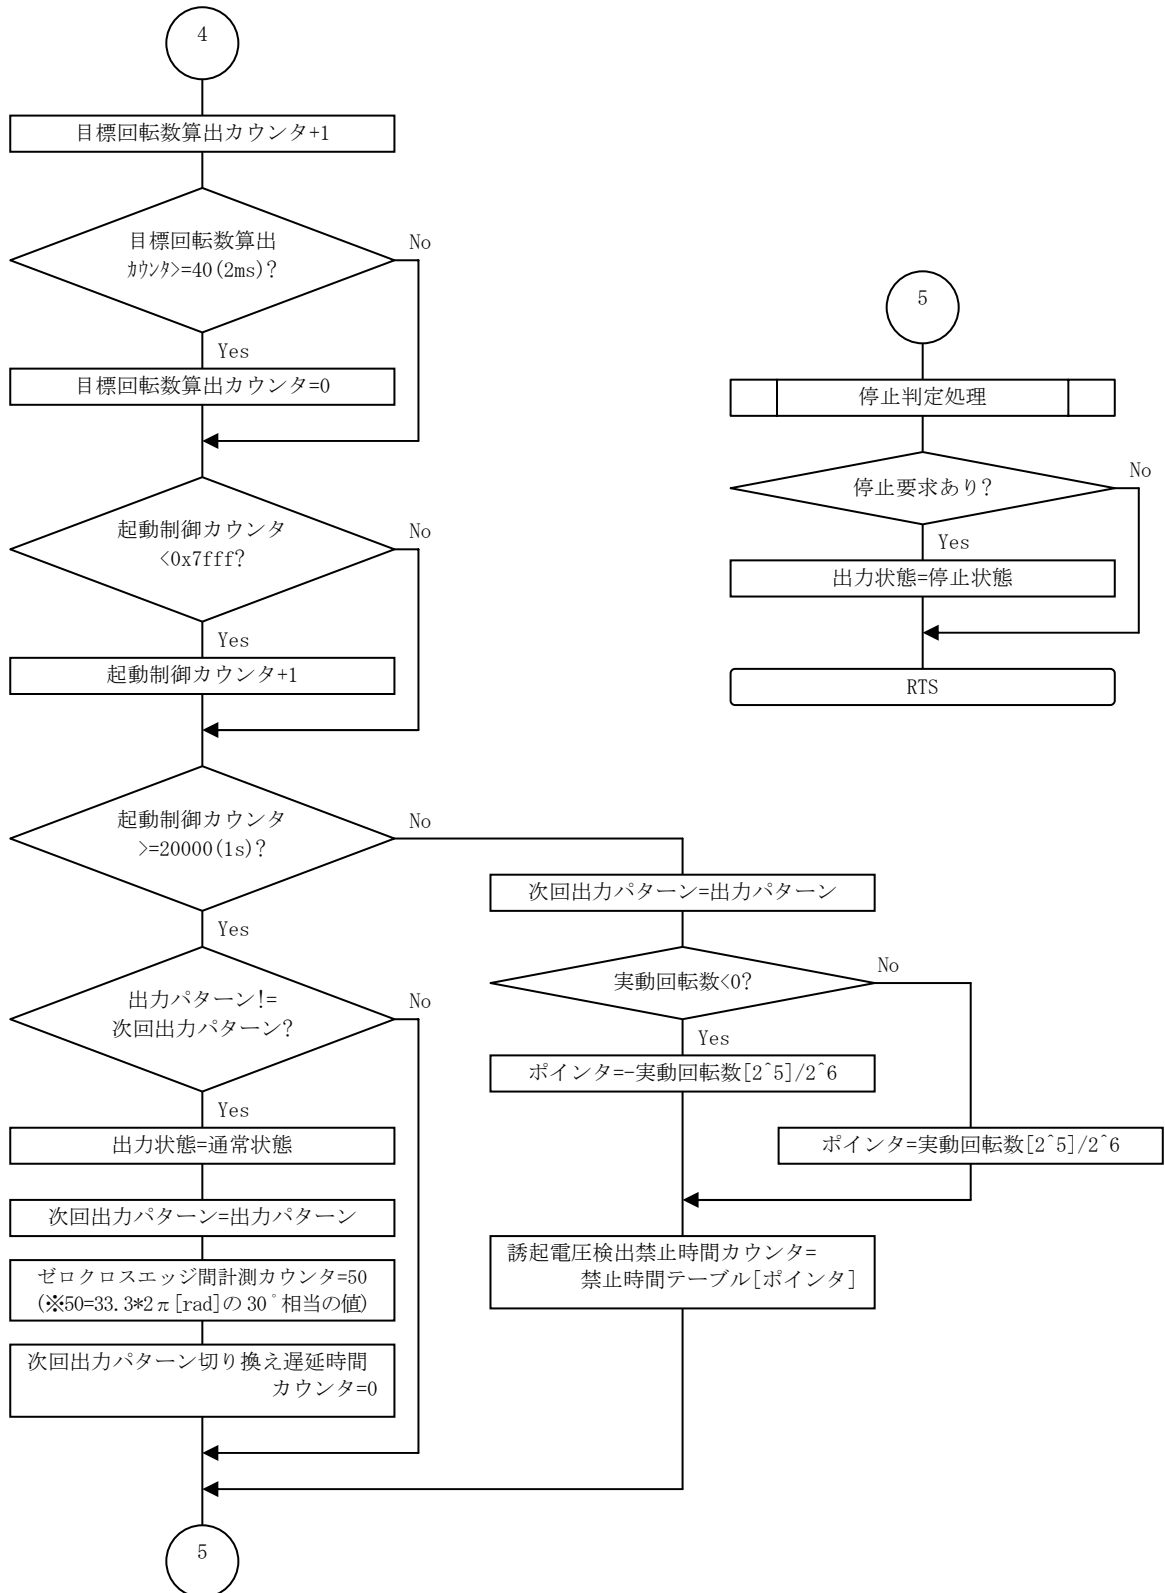 4
目標回転数算出カウンタ+1
目標回転数算出
ｶｳﾝﾀ>=40(2ms)?
No
Yes
目標回転数算出カウンタ=0
起動制御カウンタ
<0x7fff?
No
Yes
起動制御カウンタ+1
起動制御カウンタ
>=20000(1s)?
No
Yes
出力パターン!=
次回出力パターン?
No
Yes
出力状態=通常状態
次回出力パターン=出力パターン
ゼロクロスエッジ間計測カウンタ=50
(※50=33.3*2π[rad]の30°相当の値)
次回出力パターン切り換え遅延時間
カウンタ=0
5
次回出力パターン=出力パターン
実動回転数<0?
No
Yes
ポインタ=-実動回転数[2^5]/2^6
ポインタ=実動回転数[2^5]/2^6
誘起電圧検出禁止時間カウンタ=
禁止時間テーブル[ポインタ]
5
停止判定処理
停止要求あり?
No
Yes
出力状態=停止状態
RTS